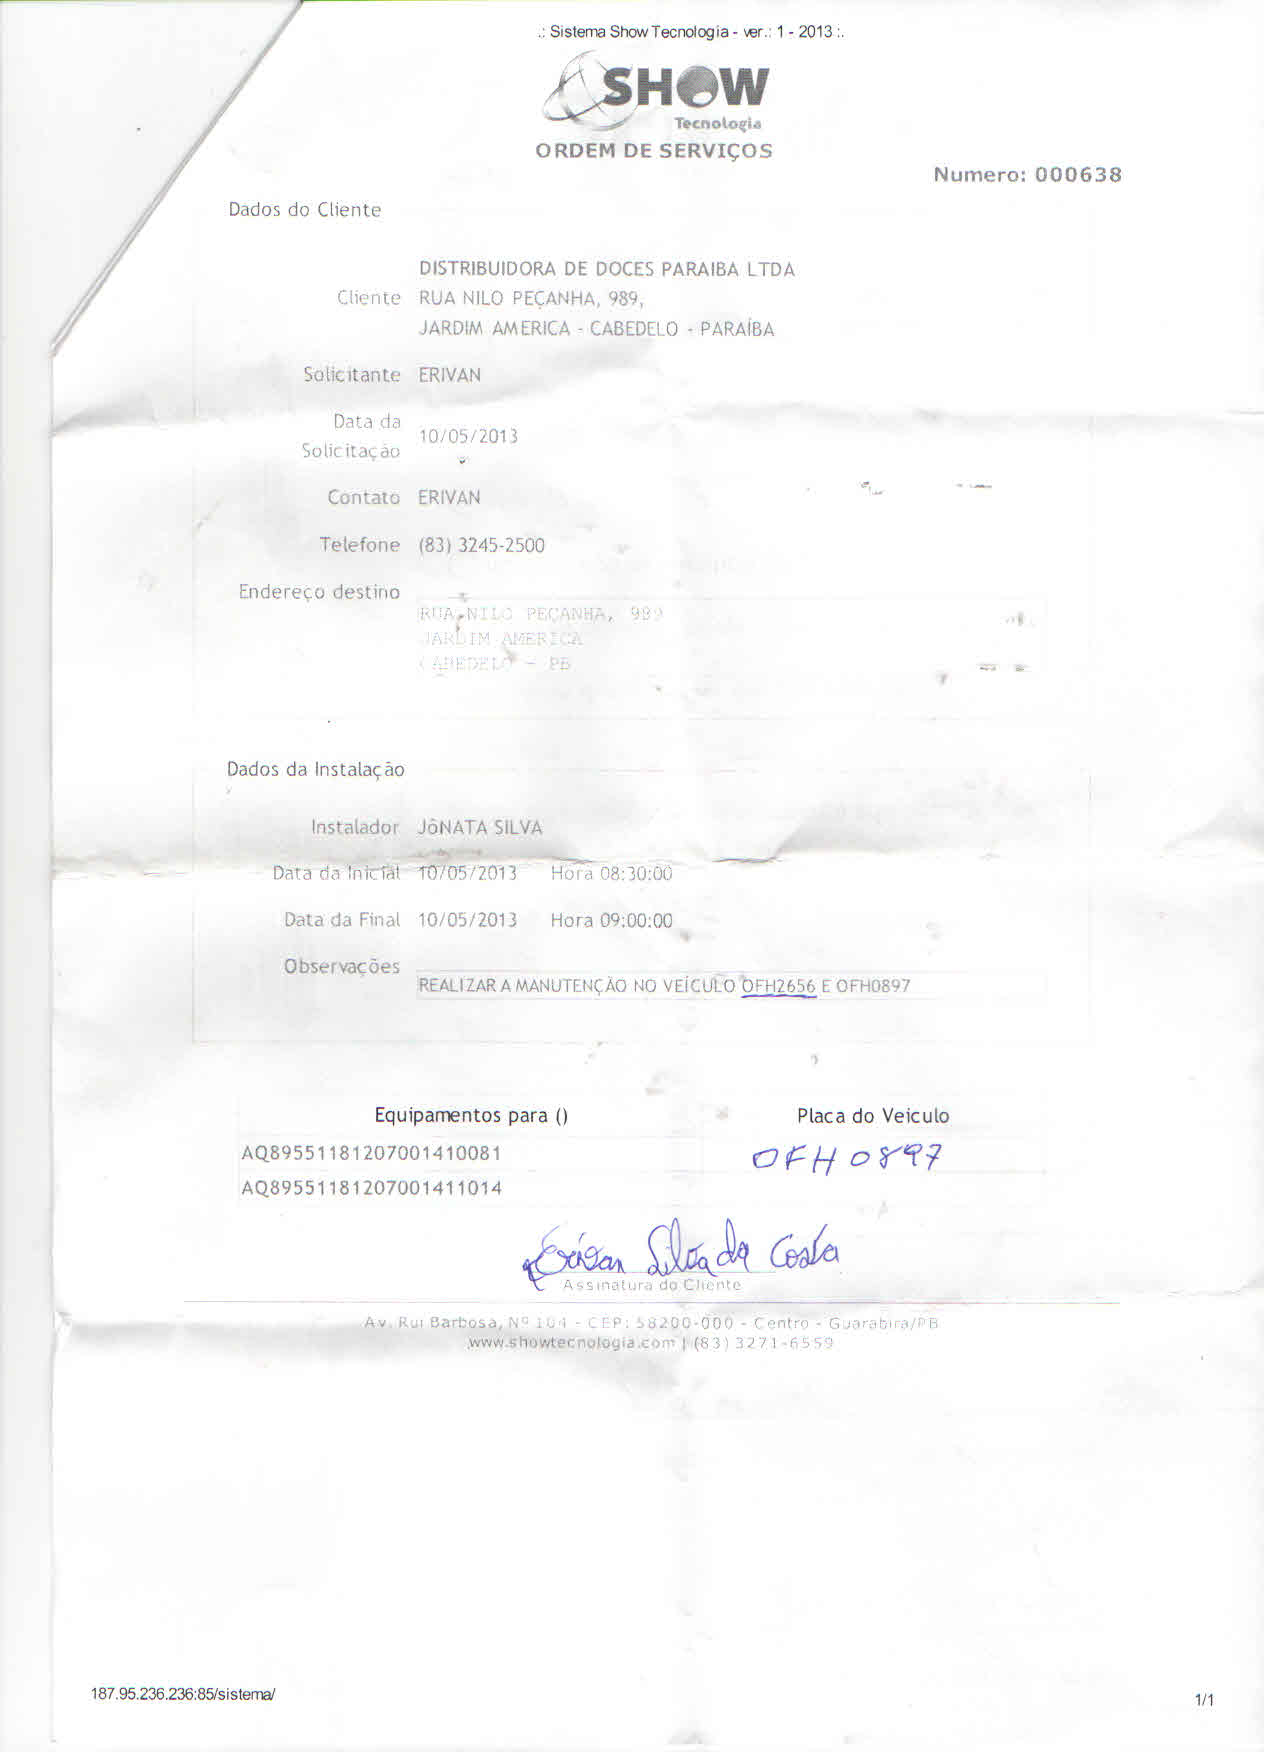 .: Sistema Show Tecnologia - ver.: 1 - 2013 :.
SHOW
Tecnologia
ORDEM DE SERVIÇOS
Numero: 000638
Dados do Cliente
DISTRIBUIDORA DE DOCES PARAIBA LTDA
Cliente RUA NILO PEÇANHA, 989,
JARDIM AMERICA - CABEDELO - PARAÍBA
Solicitante ERIVAN
Data da
Solicitação 10/05/2013
Contato ERIVAN
Telefone (83) 3245-2500
Endereço destino
RUA NILO PEÇANHA, 989
JARDIM AMERICA
CABEDELO - PB
Dados da Instalação
Instalador JÔNATA SILVA
Data da Inicial 10/05/2013 Hora 08:30:00
Data da Final 10/05/2013 Hora 09:00:00
Observações
REALIZAR A MANUTENÇÃO NO VEÍCULO OFH2656 E OFH0897
Equipamentos para () Placa do Veiculo
AQ89551181207001410081 OFH 0897
AQ89551181207001411014
Erivan Silva da Costa
Assinatura do Cliente
Av. Rui Barbosa, Nº 104 - CEP: 58200-000 - Centro - Guarabira/PB
www.showtecnologia.com | (83) 3271-6559
187.95.236.236:85/sistema/
1/1